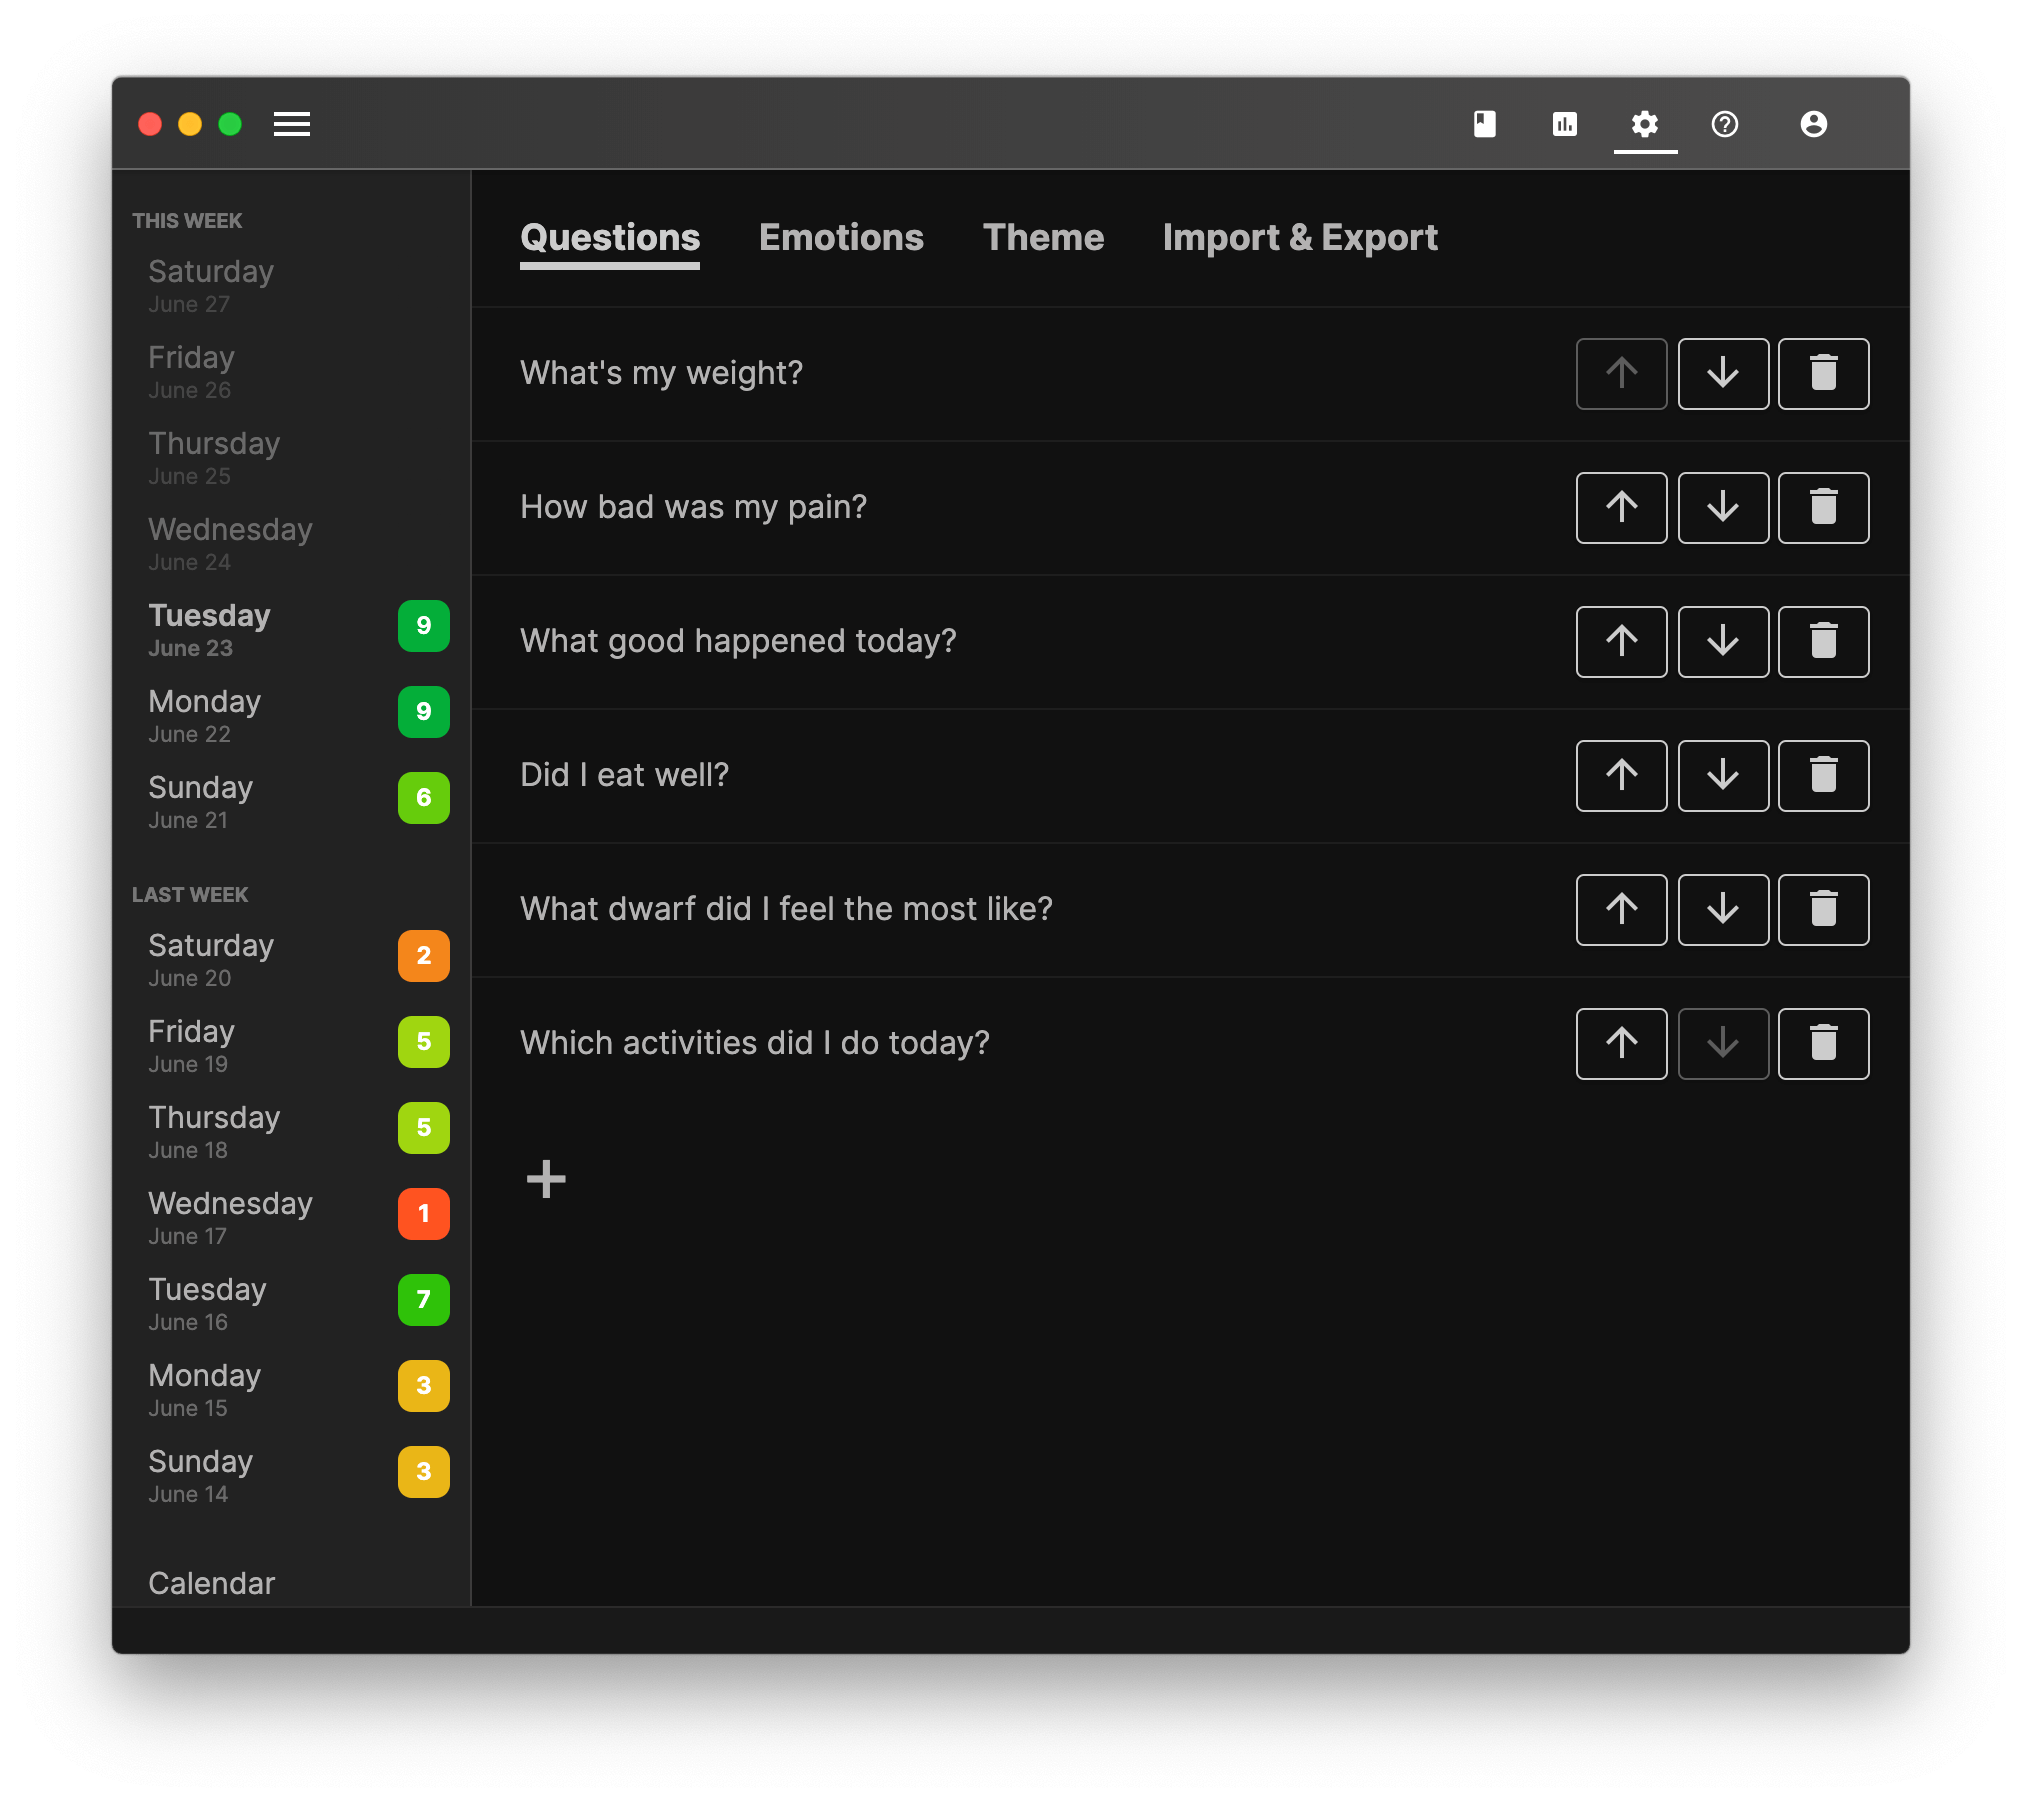 THIS WEEK
Saturday
June 27
Friday
June 26
Thursday
June 25
Wednesday
June 24
Tuesday
June 23
9
Monday
June 22
9
Sunday
June 21
6
LAST WEEK
Saturday
June 20
2
Friday
June 19
5
Thursday
June 18
5
Wednesday
June 17
1
Tuesday
June 16
7
Monday
June 15
3
Sunday
June 14
3
Calendar
Questions Emotions Theme Import & Export
What's my weight?
How bad was my pain?
What good happened today?
Did I eat well?
What dwarf did I feel the most like?
Which activities did I do today?